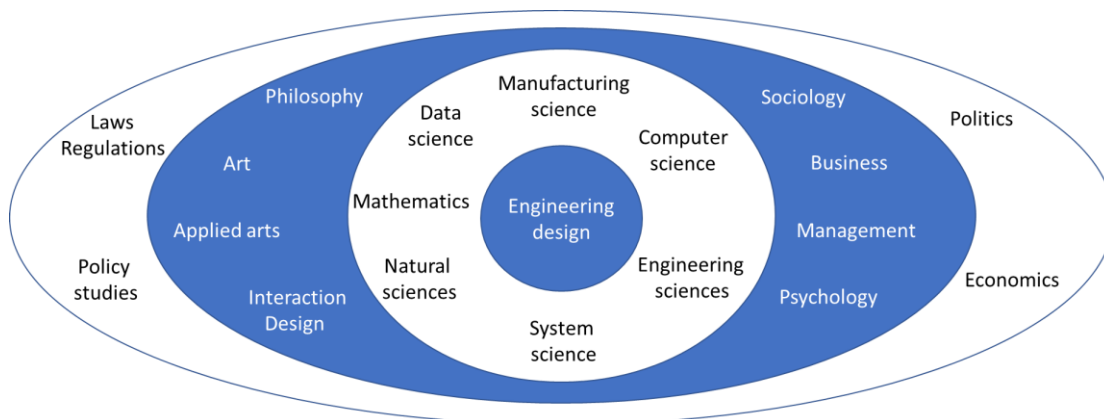 Philosophy
Sociology
Manufacturing
science
Data
science
Laws
Regulations
Politics
Computer
science
Art
Business
Mathematics
Engineering
design
Applied arts
Management
Policy
studies
Natural
sciences
Engineering
sciences
Economics
Interaction
Design
Psychology
System
science